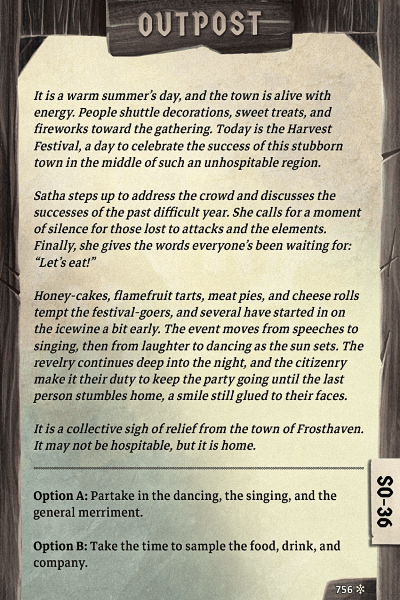 OUTPOST
It is a warm summer's day, and the town is alive with
energy. People shuttle decorations, sweet treats, and
fireworks toward the gathering. Today is the Harvest
Festival, a day to celebrate the success of this stubborn
town in the middle of such an unhospitable region.
Satha steps up to address the crowd and discusses the
successes of the past difficult year. She calls for a moment
of silence for those lost to attacks and the elements.
Finally, she gives the words everyone's been waiting for:
“Let's eat!”
Honey-cakes, flamefruit tarts, meat pies, and cheese rolls
tempt the festival-goers, and several have started in on
the icewine a bit early. The event moves from speeches to
singing, then from laughter to dancing as the sun sets. The
revelry continues deep into the night, and the citizenry
make it their duty to keep the party going until the last
person stumbles home, a smile still glued to their faces.
It is a collective sigh of relief from the town of Frosthaven.
It may not be hospitable, but it is home.
Option A: Partake in the dancing, the singing, and the
general merriment.
Option B: Take the time to sample the food, drink, and
company.
SO-36
756